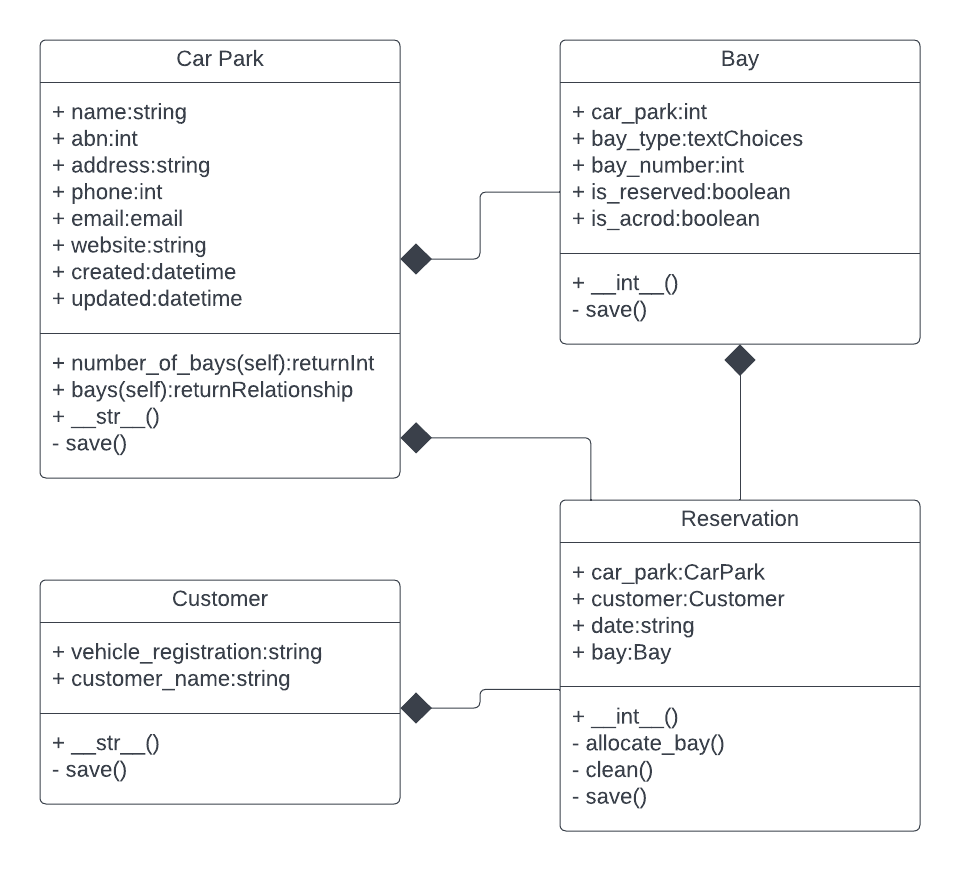 Car Park
+ name:string
+ abn:int
+ address:string
+ phone:int
+ email:email
+ website:string
+ created:datetime
+ updated:datetime
+ number_of_bays(self):returnInt
+ bays(self):returnRelationship
+ __str__()
- save()
Bay
+ car_park:int
+ bay_type:textChoices
+ bay_number:int
+ is_reserved:boolean
+ is_acrod:boolean
+ __int__()
- save()
Customer
+ vehicle_registration:string
+ customer_name:string
+ __str__()
- save()
Reservation
+ car_park:CarPark
+ customer:Customer
+ date:string
+ bay:Bay
+ __int__()
- allocate_bay()
- clean()
- save()